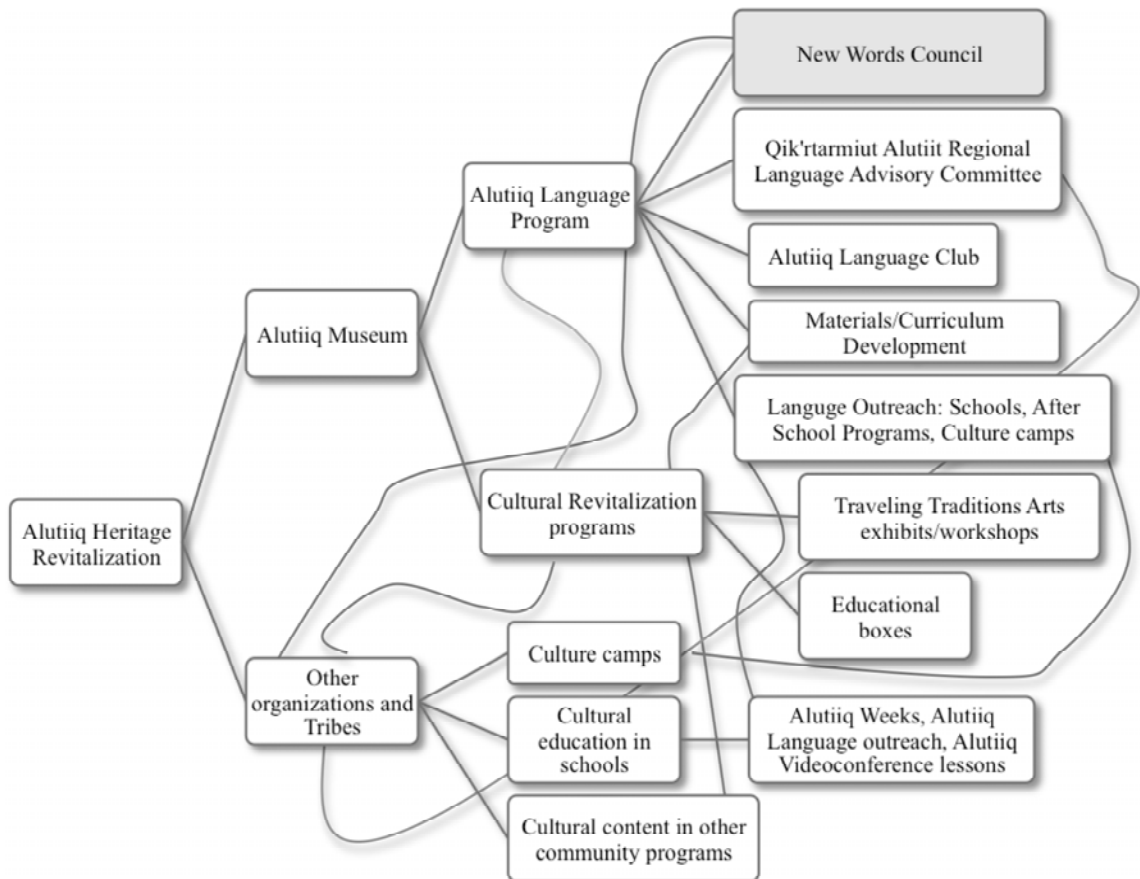 New Words Council
Qik'rtarmiut Alutiit Regional
Language Advisory Committee
Alutiiq Language
Program
Alutiiq Language Club
Alutiiq Museum
Materials/Curriculum
Development
Languge Outreach: Schools, After
School Programs, Culture camps
Cultural Revitalization
programs
Traveling Traditions Arts
exhibits/workshops
Alutiiq Heritage
Revitalization
Educational
boxes
Culture camps
Other
organizations and
Tribes
Cultural
education in
schools
Alutiiq Weeks, Alutiiq
Language outreach, Alutiiq
Videoconference lessons
Cultural content in other
community programs